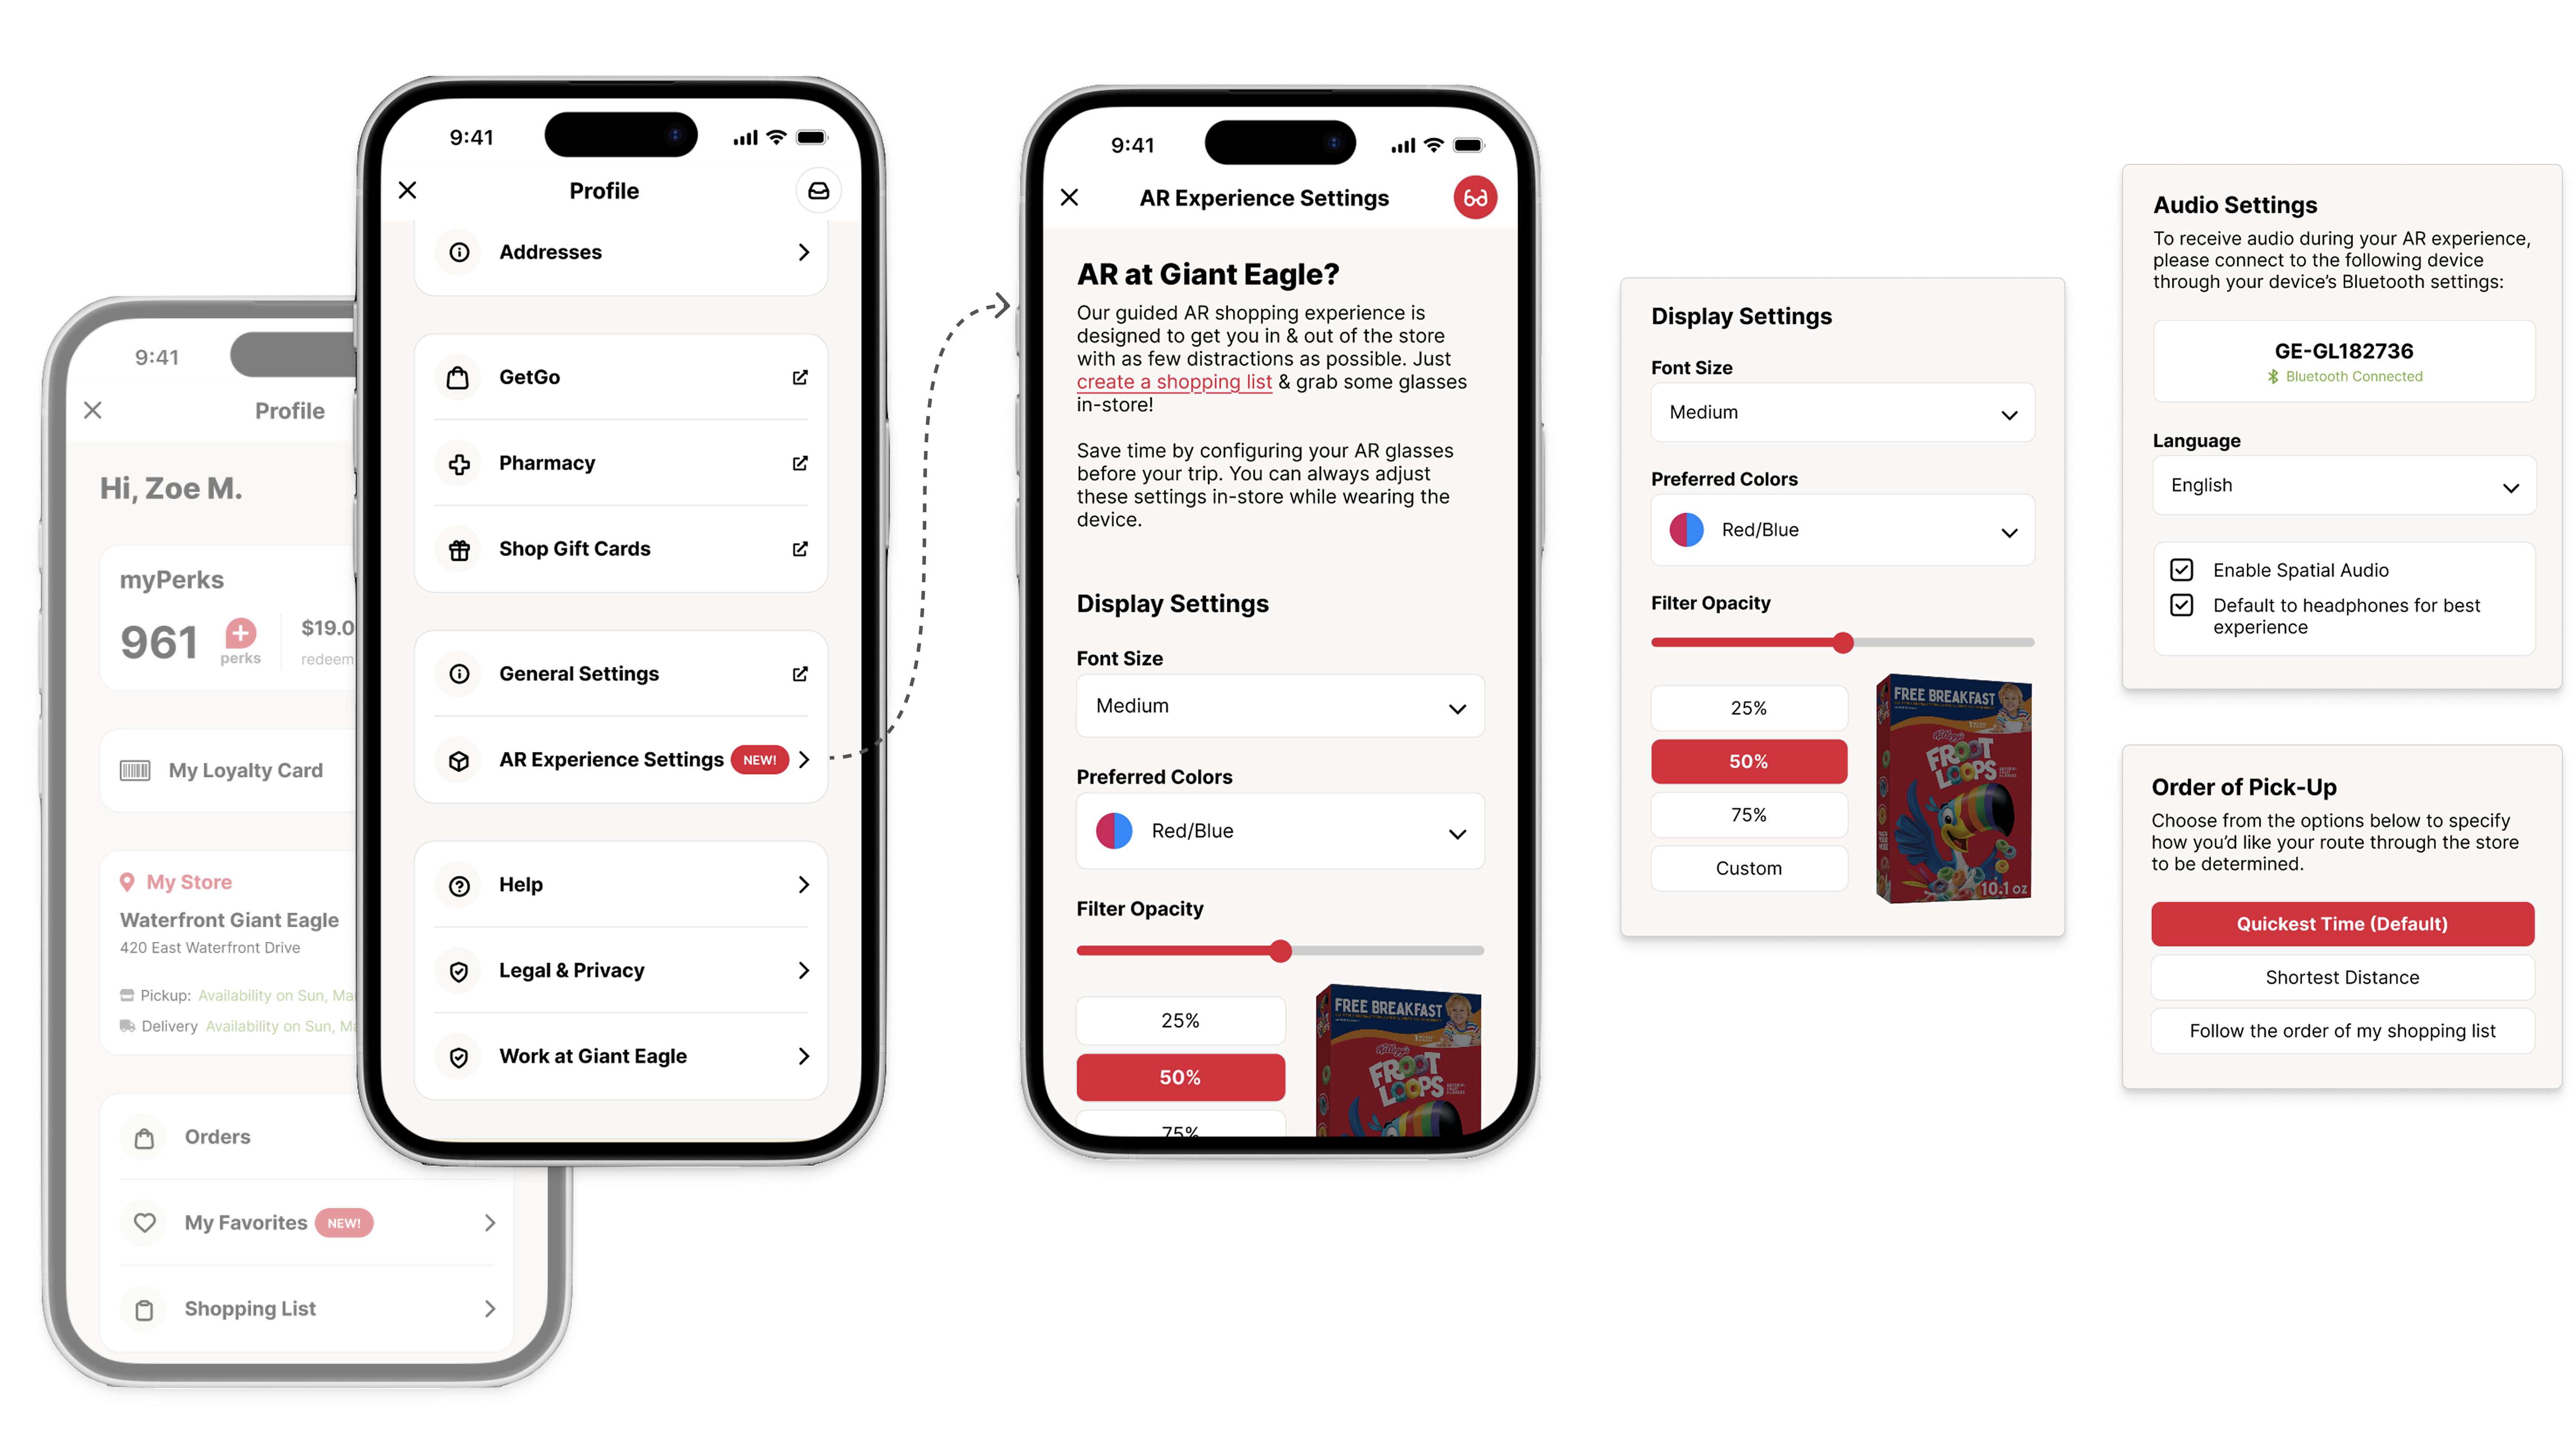 9:41
Profile
Hi, Zoe M.
myPerks
961
perks
$19.0
redeem
My Loyalty Card
My Store
Waterfront Giant Eagle
420 East Waterfront Drive
Pickup: Availability on Sun, Ma
Delivery Availability on Sun, Ma
Orders
My Favorites NEW!
Shopping List
9:41
Profile
Addresses
GetGo
Pharmacy
Shop Gift Cards
General Settings
AR Experience Settings NEW!
Help
Legal & Privacy
Work at Giant Eagle
9:41
AR Experience Settings
AR at Giant Eagle?
Our guided AR shopping experience is
designed to get you in & out of the store
with as few distractions as possible. Just
create a shopping list & grab some glasses
in-store!
Save time by configuring your AR glasses
before your trip. You can always adjust
these settings in-store while wearing the
device.
Display Settings
Font Size
Medium
Preferred Colors
Red/Blue
Filter Opacity
25%
50%
75%
FREE BREAKFAST
Kellogg's
FROOT
LOOPS
Display Settings
Font Size
Medium
Preferred Colors
Red/Blue
Filter Opacity
25%
50%
75%
Custom
FREE BREAKFAST
Kellogg's
FROOT
LOOPS
10.1 oz
Audio Settings
To receive audio during your AR experience,
please connect to the following device
through your device’s Bluetooth settings:
GE-GL182736
Bluetooth Connected
Language
English
Enable Spatial Audio
Default to headphones for best
experience
Order of Pick-Up
Choose from the options below to specify
how you’d like your route through the store
to be determined.
Quickest Time (Default)
Shortest Distance
Follow the order of my shopping list